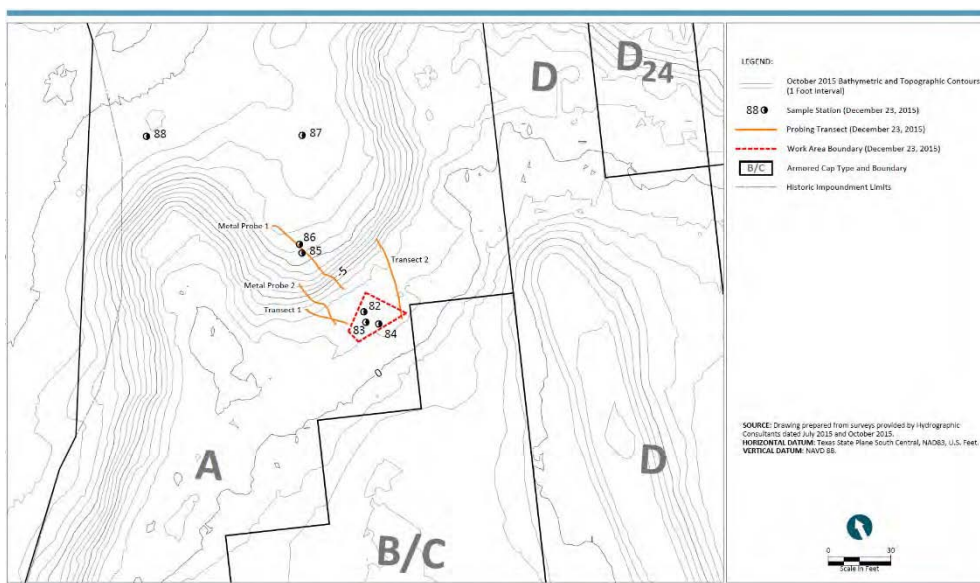 D
D24
88
87
Metal Probe 1
86
85
Transect 2
-5
Metal Probe 2
Transect 1
82
83
84
0
A
D
B/C
LEGEND:
October 2015 Bathymetric and Topographic Contours
(1 Foot Interval)
88 Sample Station (December 23, 2015)
Probing Transect (December 23, 2015)
Work Area Boundary (December 23, 2015)
B/C Armored Cap Type and Boundary
Historic Impoundment Limits
SOURCE: Drawing prepared from surveys provided by Hydrographic
Consultants dated July 2015 and October 2015.
HORIZONTAL DATUM: Texas State Plane South Central, NAD83, U.S. Feet.
VERTICAL DATUM: NAVD 88.
0 30
Scale in Feet